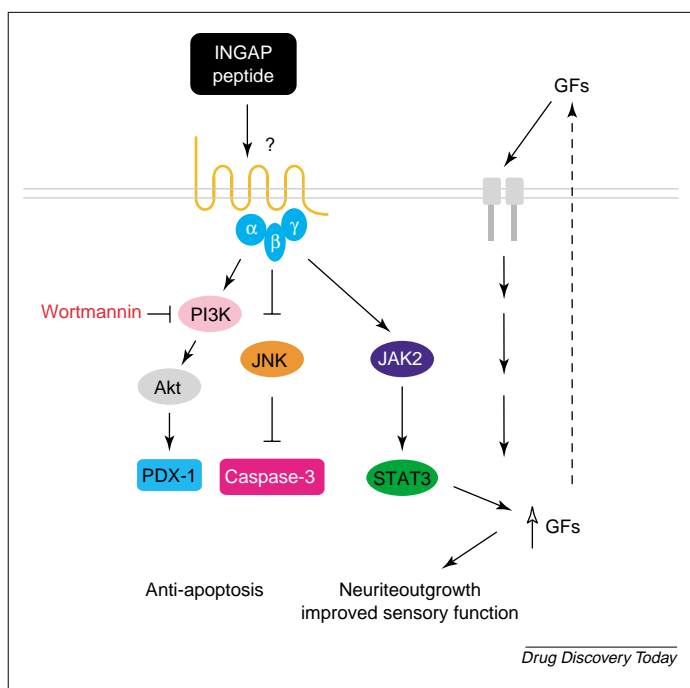 INGAP
peptide
GFs
?
α
β
γ
Wortmannin
PI3K
JNK
JAK2
Akt
PDX-1
Caspase-3
STAT3
GFs
Anti-apoptosis
Neuriteoutgrowth
improved sensory function
Drug Discovery Today